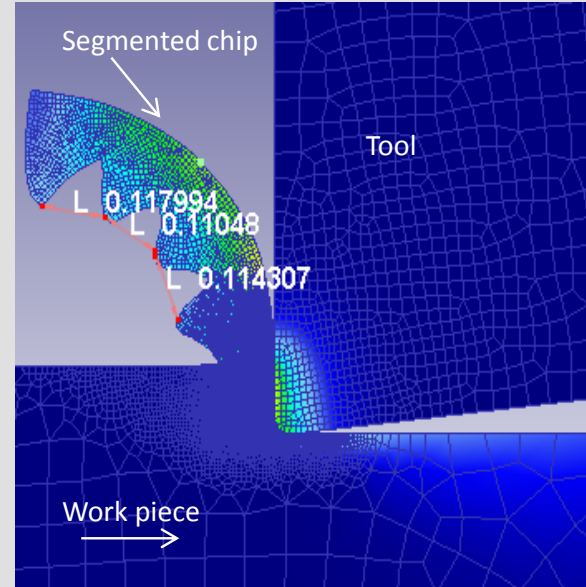 Segmented chip
Tool
L 0.117994
L 0.11048
L 0.114307
Work piece